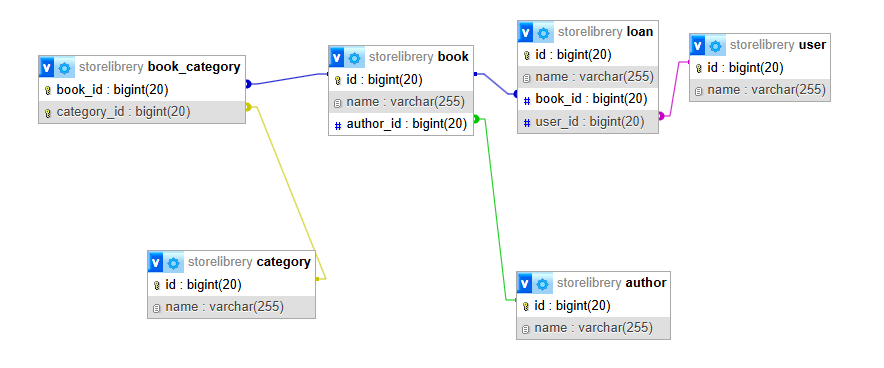 storelibrery book_category
book_id : bigint(20)
category_id : bigint(20)
storelibrery book
id : bigint(20)
name : varchar(255)
author_id : bigint(20)
storelibrery loan
id : bigint(20)
name : varchar(255)
book_id : bigint(20)
user_id : bigint(20)
storelibrery user
id : bigint(20)
name : varchar(255)
storelibrery category
id : bigint(20)
name : varchar(255)
storelibrery author
id : bigint(20)
name : varchar(255)